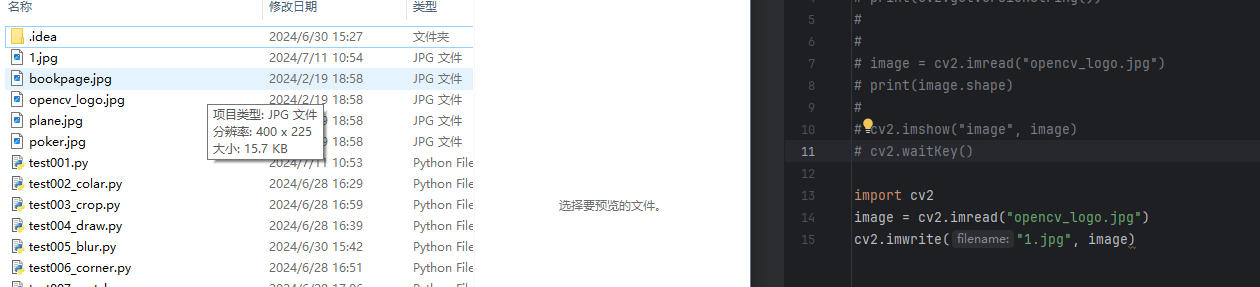 名称 修改日期 类型
.idea 2024/6/30 15:27 文件夹
1.jpg 2024/7/11 10:54 JPG 文件
bookpage.jpg 2024/2/19 18:58 JPG 文件
opencv_logo.jpg 2024/2/19 18:58 JPG 文件
plane.jpg 18:58 JPG 文件
poker.jpg 18:58 JPG 文件
项目类型: JPG 文件
分辨率: 400 x 225
大小: 15.7 KB
test001.py 2024/7/11 10:53 Python File
test002_colar.py 2024/6/28 16:29 Python File
test003_crop.py 2024/6/28 16:59 Python File
test004_draw.py 2024/6/28 16:39 Python File
test005_blur.py 2024/6/30 15:42 Python File
test006_corner.py 2024/6/28 16:51 Python File
选择要预览的文件。
5 #
6 #
7 # image = cv2.imread("opencv_logo.jpg")
8 # print(image.shape)
9 #
10 # cv2.imshow("image", image)
11 # cv2.waitKey()
12
13 import cv2
14 image = cv2.imread("opencv_logo.jpg")
15 cv2.imwrite( filename: "1.jpg", image)